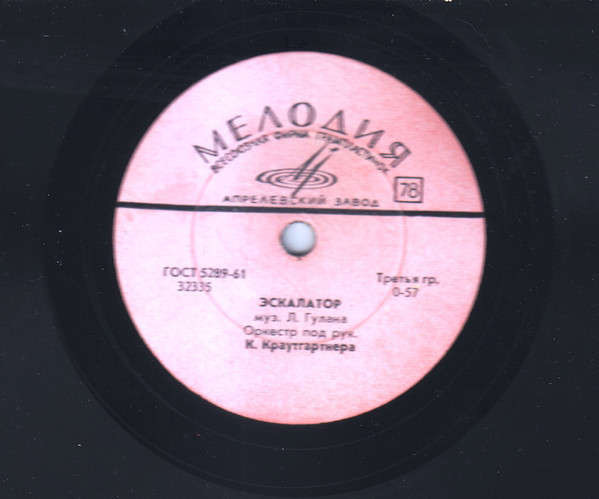 МЕЛОДИЯ
ВСЕСОЮЗНАЯ ФИРМА ГРАМПЛАСТИНОК
АПРЕЛЕВСКИЙ ЗАВОД
78
ГОСТ 5289-61
32335
Третья гр.
0-57
ЭСКАЛАТОР
муз. Л. Гулана
Оркестр под рук.
К. Краутгартнера